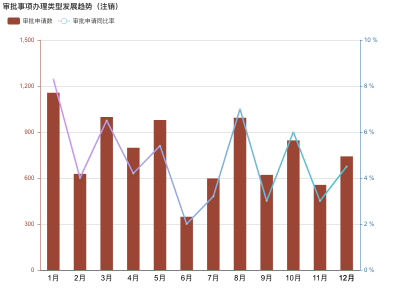 审批事项办理类型发展趋势（注销）
审批申请数 审批申请同比率
1,500 10 %
1,200 8 %
900 6 %
600 4 %
300 2 %
0 0 %
1月 2月 3月 4月 5月 6月 7月 8月 9月 10月 11月 12月